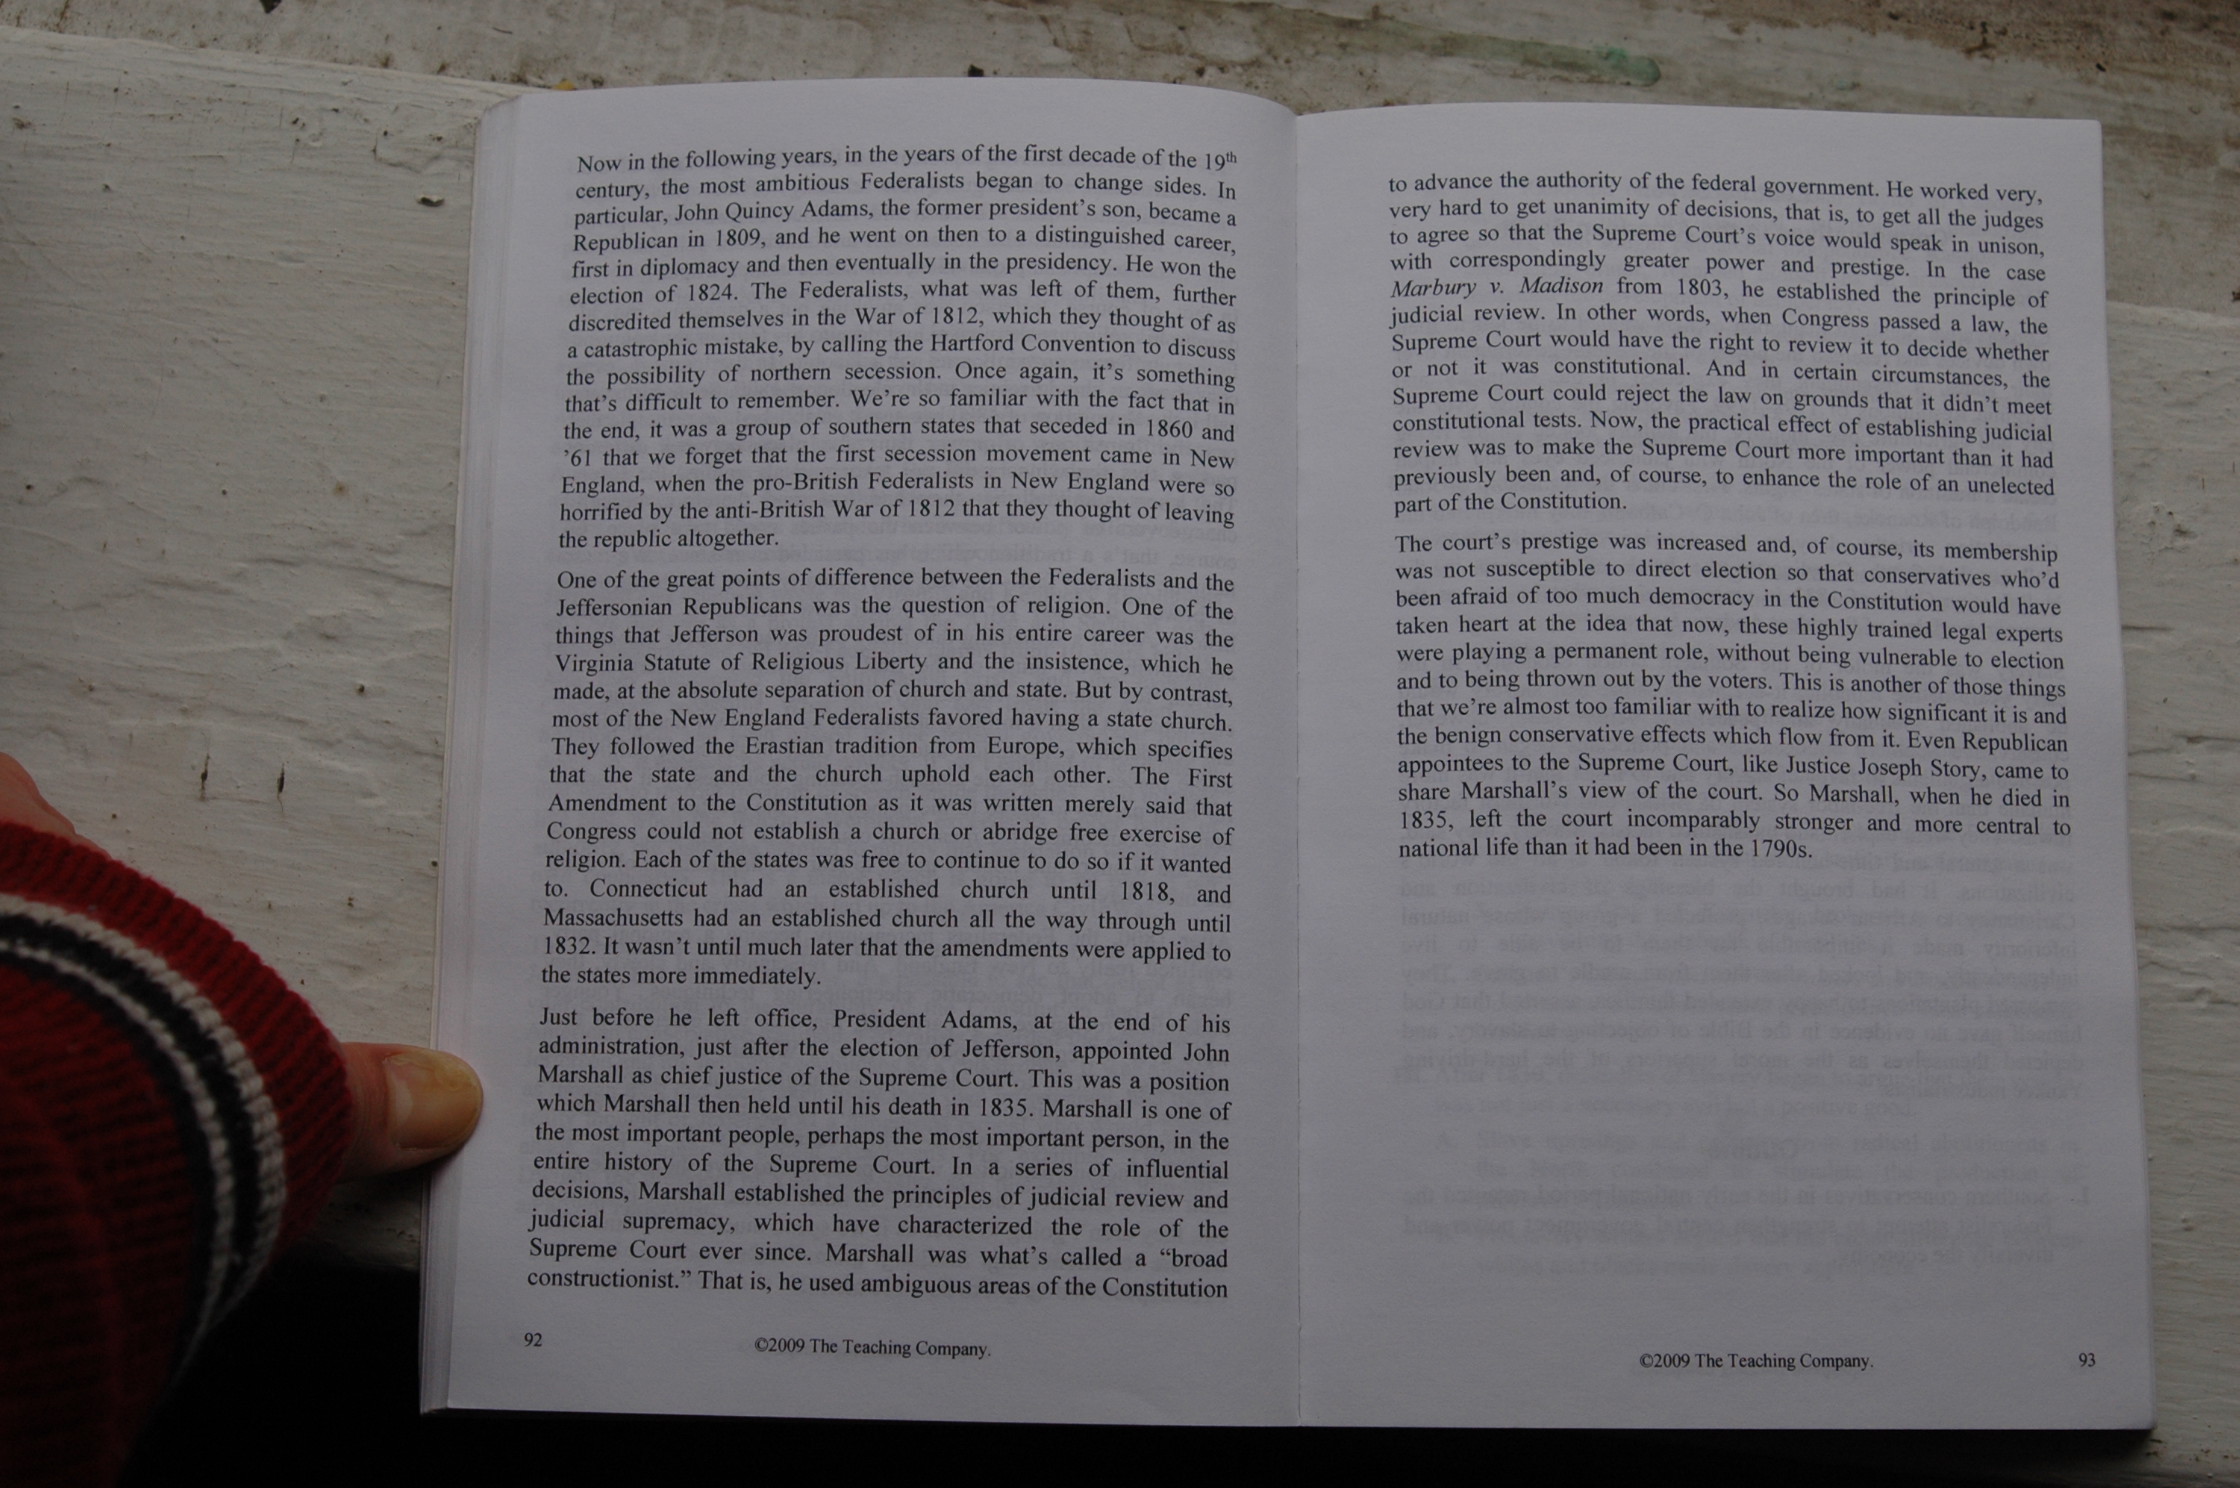 Now in the following years, in the years of the first decade of the 19th
century, the most ambitious Federalists began to change sides. In
particular, John Quincy Adams, the former president's son, became a
Republican in 1809, and he went on then to a distinguished career,
first in diplomacy and then eventually in the presidency. He won the
election of 1824. The Federalists, what was left of them, further
discredited themselves in the War of 1812, which they thought of as
a catastrophic mistake, by calling the Hartford Convention to discuss
the possibility of northern secession. Once again, it's something
that's difficult to remember. We're so familiar with the fact that in
the end, it was a group of southern states that seceded in 1860 and
'61 that we forget that the first secession movement came in New
England, when the pro-British Federalists in New England were so
horrified by the anti-British War of 1812 that they thought of leaving
the republic altogether.
One of the great points of difference between the Federalists and the
Jeffersonian Republicans was the question of religion. One of the
things that Jefferson was proudest of in his entire career was the
Virginia Statute of Religious Liberty and the insistence, which he
made, at the absolute separation of church and state. But by contrast,
most of the New England Federalists favored having a state church.
They followed the Erastian tradition from Europe, which specifies
that the state and the church uphold each other. The First
Amendment to the Constitution as it was written merely said that
Congress could not establish a church or abridge free exercise of
religion. Each of the states was free to continue to do so if it wanted
to. Connecticut had an established church until 1818, and
Massachusetts had an established church all the way through until
1832. It wasn't until much later that the amendments were applied to
the states more immediately.
Just before he left office, President Adams, at the end of his
administration, just after the election of Jefferson, appointed John
Marshall as chief justice of the Supreme Court. This was a position
which Marshall then held until his death in 1835. Marshall is one of
the most important people, perhaps the most important person, in the
entire history of the Supreme Court. In a series of influential
decisions, Marshall established the principles of judicial review and
judicial supremacy, which have characterized the role of the
Supreme Court ever since. Marshall was what's called a “broad
constructionist.” That is, he used ambiguous areas of the Constitution
92
©2009 The Teaching Company.
to advance the authority of the federal government. He worked very,
very hard to get unanimity of decisions, that is, to get all the judges
to agree so that the Supreme Court's voice would speak in unison,
with correspondingly greater power and prestige. In the case
Marbury v. Madison from 1803, he established the principle of
judicial review. In other words, when Congress passed a law, the
Supreme Court would have the right to review it to decide whether
or not it was constitutional. And in certain circumstances, the
Supreme Court could reject the law on grounds that it didn't meet
constitutional tests. Now, the practical effect of establishing judicial
review was to make the Supreme Court more important than it had
previously been and, of course, to enhance the role of an unelected
part of the Constitution.
The court's prestige was increased and, of course, its membership
was not susceptible to direct election so that conservatives who'd
been afraid of too much democracy in the Constitution would have
taken heart at the idea that now, these highly trained legal experts
were playing a permanent role, without being vulnerable to election
and to being thrown out by the voters. This is another of those things
that we're almost too familiar with to realize how significant it is and
the benign conservative effects which flow from it. Even Republican
appointees to the Supreme Court, like Justice Joseph Story, came to
share Marshall's view of the court. So Marshall, when he died in
1835, left the court incomparably stronger and more central to
national life than it had been in the 1790s.
©2009 The Teaching Company.
93